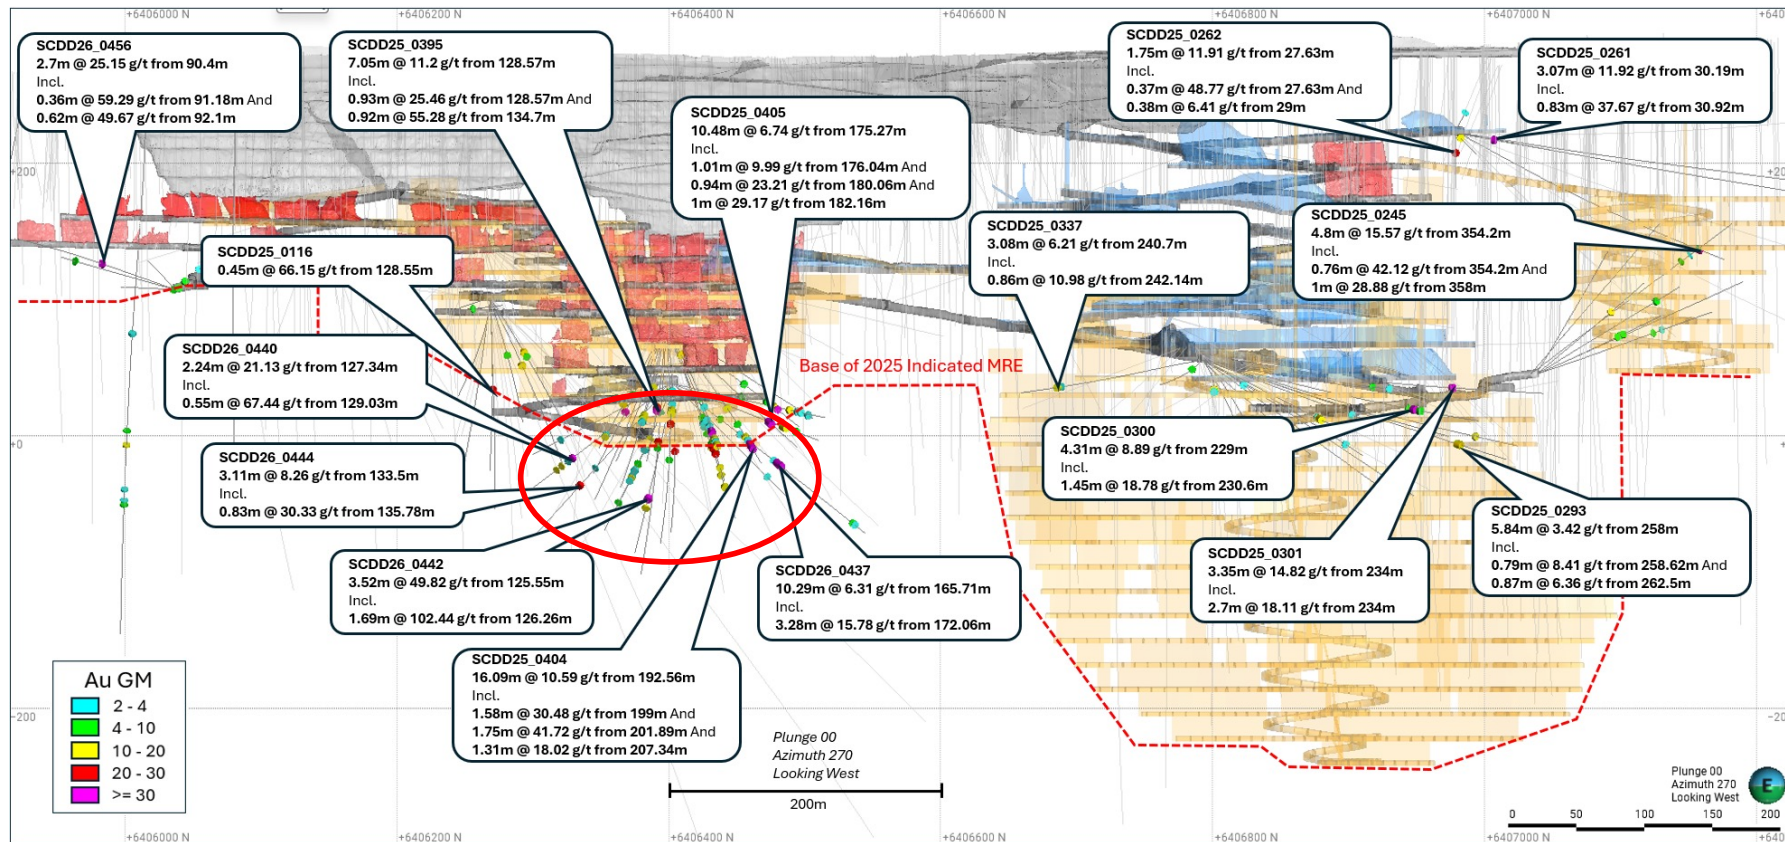 +6406000 N
+6406200 N
+6406400 N
+6406600 N
+6406800 N
+6407000 N
SCDD26_0456
2.7m @ 25.15 g/t from 90.4m
Incl.
0.36m @ 59.29 g/t from 91.18m And
0.62m @ 49.67 g/t from 92.1m
SCDD25_0395
7.05m @ 11.2 g/t from 128.57m
Incl.
0.93m @ 25.46 g/t from 128.57m And
0.92m @ 55.28 g/t from 134.7m
SCDD25_0405
10.48m @ 6.74 g/t from 175.27m
Incl.
1.01m @ 9.99 g/t from 176.04m And
0.94m @ 23.21 g/t from 180.06m And
1m @ 29.17 g/t from 182.16m
SCDD25_0262
1.75m @ 11.91 g/t from 27.63m
Incl.
0.37m @ 48.77 g/t from 27.63m And
0.38m @ 6.41 g/t from 29m
SCDD25_0261
3.07m @ 11.92 g/t from 30.19m
Incl.
0.83m @ 37.67 g/t from 30.92m
+200
SCDD25_0116
0.45m @ 66.15 g/t from 128.55m
SCDD25_0337
3.08m @ 6.21 g/t from 240.7m
Incl.
0.86m @ 10.98 g/t from 242.14m
SCDD25_0245
4.8m @ 15.57 g/t from 354.2m
Incl.
0.76m @ 42.12 g/t from 354.2m And
1m @ 28.88 g/t from 358m
SCDD26_0440
2.24m @ 21.13 g/t from 127.34m
Incl.
0.55m @ 67.44 g/t from 129.03m
Base of 2025 Indicated MRE
+0
SCDD26_0444
3.11m @ 8.26 g/t from 133.5m
Incl.
0.83m @ 30.33 g/t from 135.78m
SCDD25_0300
4.31m @ 8.89 g/t from 229m
Incl.
1.45m @ 18.78 g/t from 230.6m
SCDD25_0293
5.84m @ 3.42 g/t from 258m
Incl.
0.79m @ 8.41 g/t from 258.62m And
0.87m @ 6.36 g/t from 262.5m
SCDD26_0442
3.52m @ 49.82 g/t from 125.55m
Incl.
1.69m @ 102.44 g/t from 126.26m
SCDD26_0437
10.29m @ 6.31 g/t from 165.71m
Incl.
3.28m @ 15.78 g/t from 172.06m
SCDD25_0301
3.35m @ 14.82 g/t from 234m
Incl.
2.7m @ 18.11 g/t from 234m
SCDD25_0404
16.09m @ 10.59 g/t from 192.56m
Incl.
1.58m @ 30.48 g/t from 199m And
1.75m @ 41.72 g/t from 201.89m And
1.31m @ 18.02 g/t from 207.34m
Au GM
2 - 4
4 - 10
10 - 20
20 - 30
>= 30
-200
Plunge 00
Azimuth 270
Looking West
200m
Plunge 00
Azimuth 270
Looking West
E
0 50 100 150 200
+6406000 N
+6406200 N
+6406400 N
+6406600 N
+6406800 N
+6407000 N